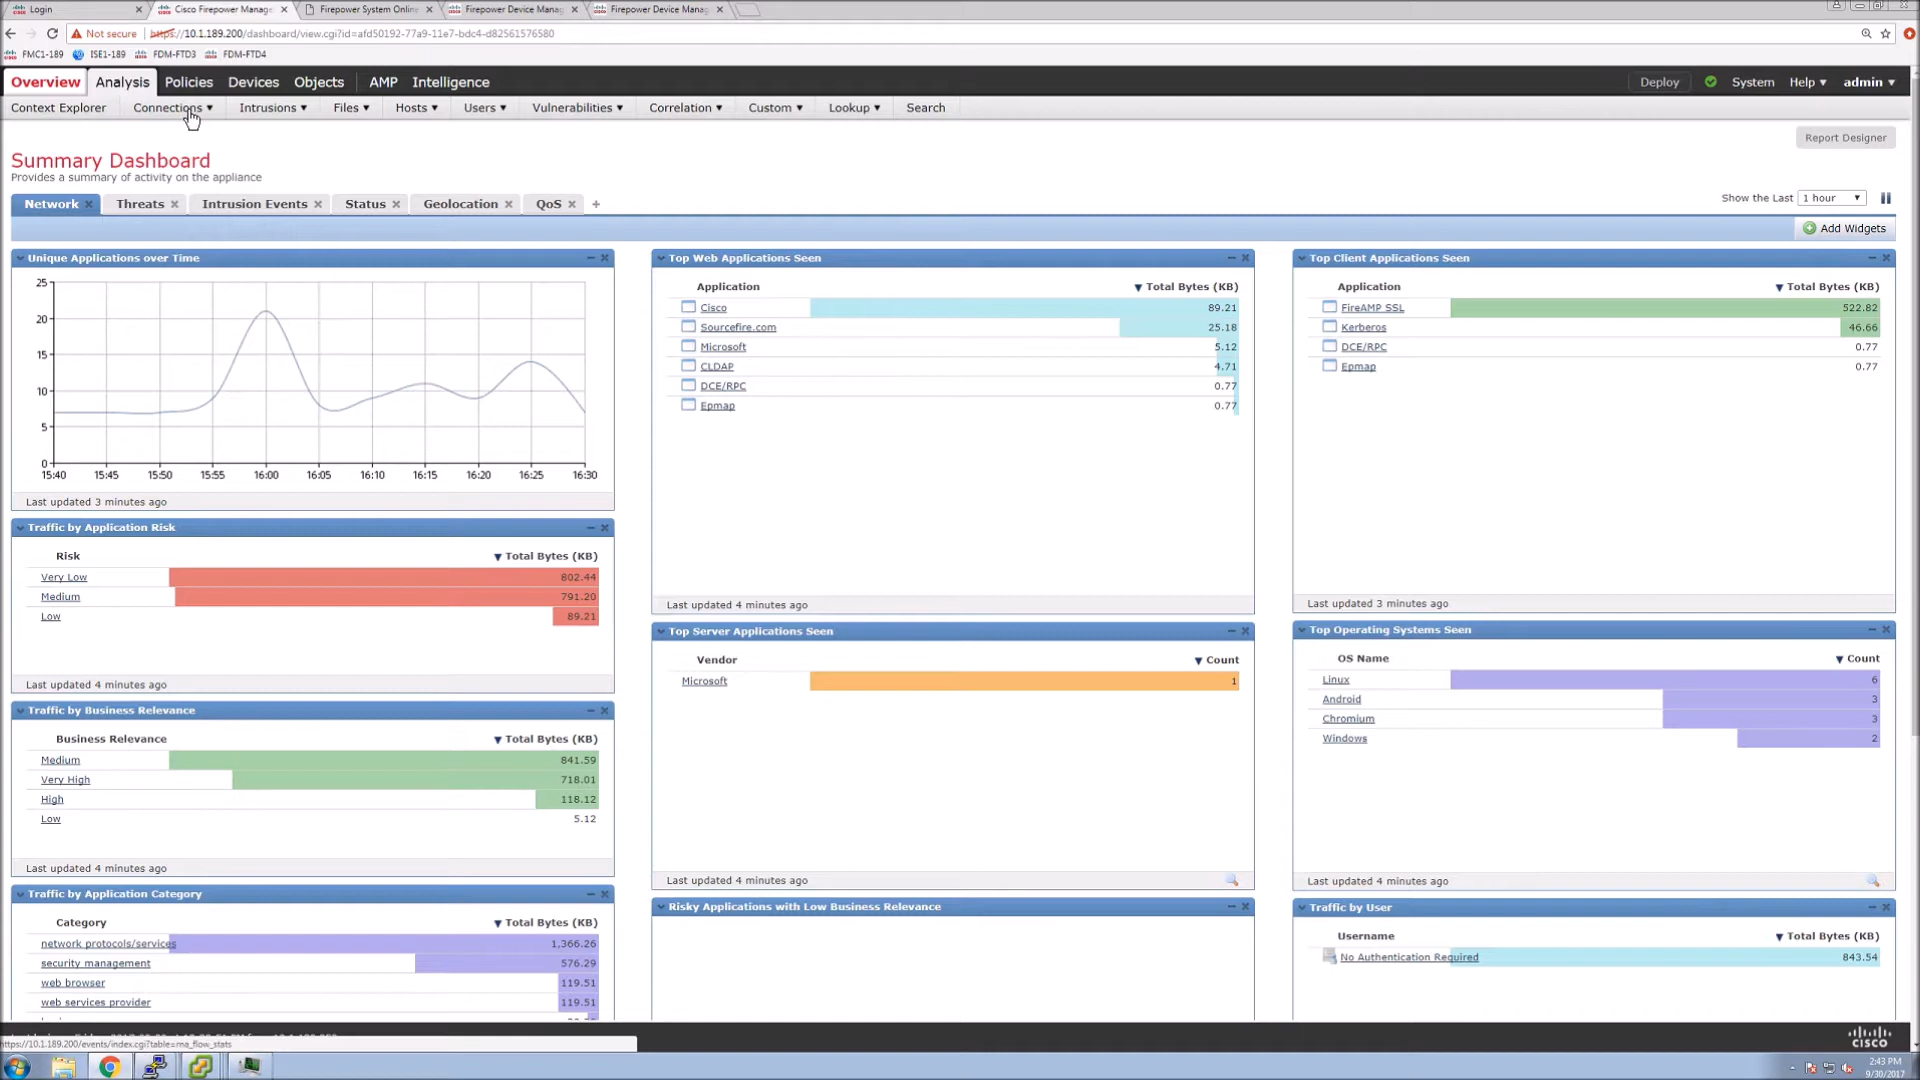 Login
Cisco Firepower Manage
Firepower System Online
Firepower Device Manag
Firepower Device Manag
Not secure
https://10.1.189.200/dashboard/view.cgi?id=afd50192-77a9-11e7-bdc4-d82561576580
FMC1-189 ISE1-189 FDM-FTD3 FDM-FTD4
Overview Analysis Policies Devices Objects AMP Intelligence Deploy System Help admin
Context Explorer Connections Intrusions Files Hosts Users Vulnerabilities Correlation Custom Lookup Search
Report Designer
Summary Dashboard
Provides a summary of activity on the appliance
Network Threats Intrusion Events Status Geolocation QoS
Show the Last 1 hour
Add Widgets
Unique Applications over Time
25
20
15
10
5
0
15:40 15:45 15:50 15:55 16:00 16:05 16:10 16:15 16:20 16:25 16:30
Last updated 3 minutes ago
Traffic by Application Risk
Risk Total Bytes (KB)
Very Low 802.44
Medium 791.20
Low 89.21
Last updated 4 minutes ago
Traffic by Business Relevance
Business Relevance Total Bytes (KB)
Medium 841.59
Very High 718.01
High 118.12
Low 5.12
Last updated 4 minutes ago
Traffic by Application Category
Category Total Bytes (KB)
network protocols/services 1,366.26
security management 576.29
web browser 119.51
web services provider 119.51
Top Web Applications Seen
Application Total Bytes (KB)
Cisco 89.21
Sourcefire.com 25.18
Microsoft 5.12
CLDAP 4.71
DCE/RPC 0.77
Epmap 0.77
Last updated 4 minutes ago
Top Server Applications Seen
Vendor Count
Microsoft 1
Last updated 4 minutes ago
Risky Applications with Low Business Relevance
Top Client Applications Seen
Application Total Bytes (KB)
FireAMP SSL 522.82
Kerberos 46.66
DCE/RPC 0.77
Epmap 0.77
Last updated 3 minutes ago
Top Operating Systems Seen
OS Name Count
Linux 6
Android 3
Chromium 3
Windows 2
Last updated 4 minutes ago
Traffic by User
Username Total Bytes (KB)
No Authentication Required 843.54
https://10.1.189.200/events/index.cgi?table=rna_flow_stats
CISCO
2:43 PM
9/30/2017